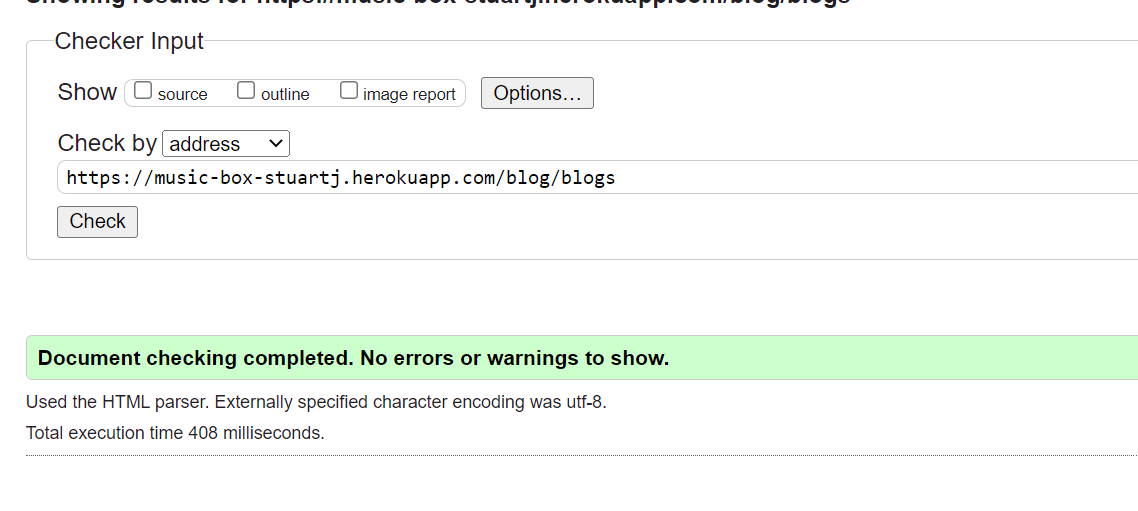 Showing results for https://music-box-stuartj.herokuapp.com/blog/blogs
Checker Input
Show source outline image report Options...
Check by address
https://music-box-stuartj.herokuapp.com/blog/blogs
Check
Document checking completed. No errors or warnings to show.
Used the HTML parser. Externally specified character encoding was utf-8.
Total execution time 408 milliseconds.